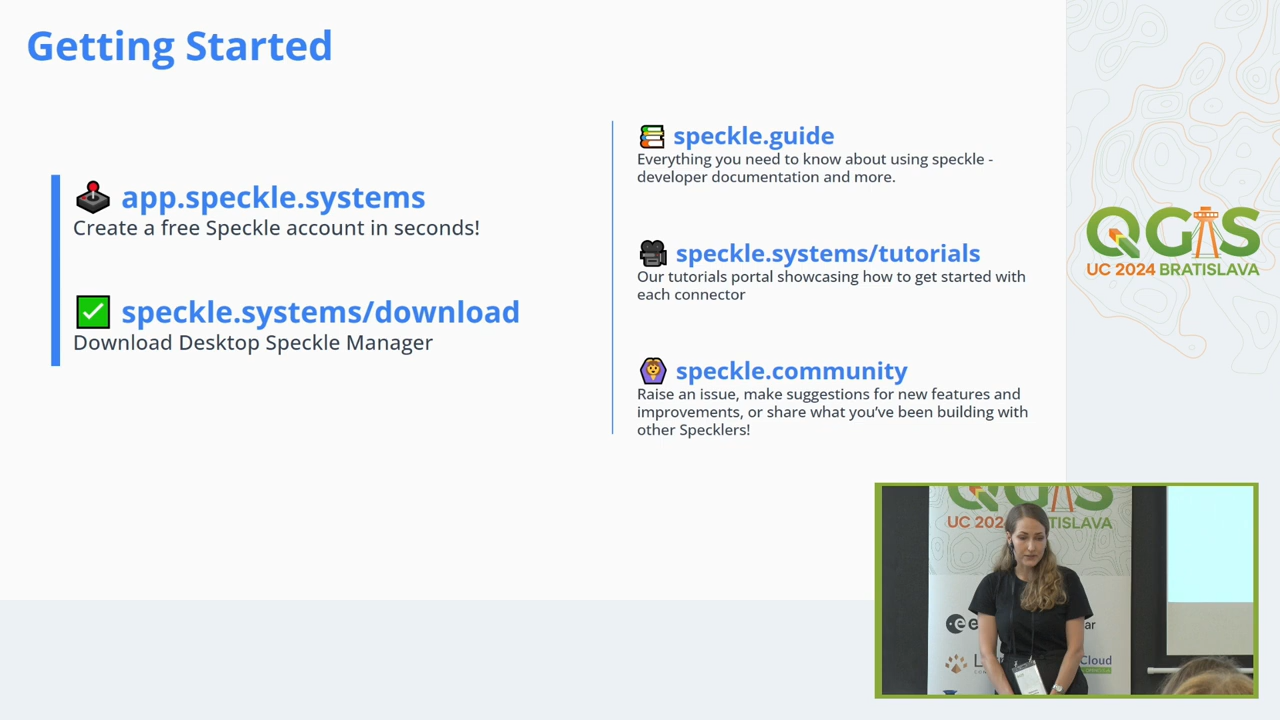 Getting Started
app.speckle.systems
Create a free Speckle account in seconds!
speckle.systems/download
Download Desktop Speckle Manager
speckle.guide
Everything you need to know about using speckle -
developer documentation and more.
speckle.systems/tutorials
Our tutorials portal showcasing how to get started with
each connector
speckle.community
Raise an issue, make suggestions for new features and
improvements, or share what you’ve been building with
other Specklers!
QGIS
UC 2024 BRATISLAVA
QGIS
UC 202 TISLAVA
Cloud